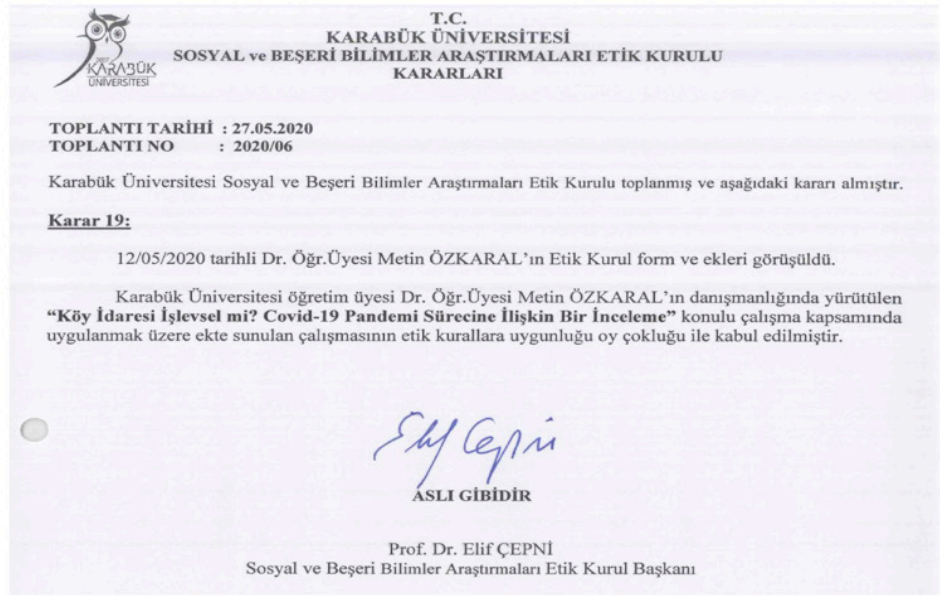 T.C.
KARABÜK ÜNİVERSİTESİ
SOSYAL ve BEŞERİ BİLİMLER ARAŞTIRMALARI ETİK KURULU
KARARLARI
KARABÜK
ÜNİVERSİTESİ
TOPLANTI TARİHİ : 27.05.2020
TOPLANTI NO : 2020/06
Karabük Üniversitesi Sosyal ve Beşeri Bilimler Araştırmaları Etik Kurulu toplanmış ve aşağıdaki kararı almıştır.
Karar 19:
12/05/2020 tarihli Dr. Öğr.Üyesi Metin ÖZKARAL’ın Etik Kurul form ve ekleri görüşüldü.
Karabük Üniversitesi öğretim üyesi Dr. Öğr.Üyesi Metin ÖZKARAL’ın danışmanlığında yürütülen
“Köy İdaresi İşlevsel mi? Covid-19 Pandemi Sürecine İlişkin Bir İnceleme” konulu çalışma kapsamında
uygulanmak üzere ekte sunulan çalışmasının etik kurallara uygunluğu oy çokluğu ile kabul edilmiştir.
Elif Çepni
ASLI GİBİDİR
Prof. Dr. Elif ÇEPNİ
Sosyal ve Beşeri Bilimler Araştırmaları Etik Kurul Başkanı